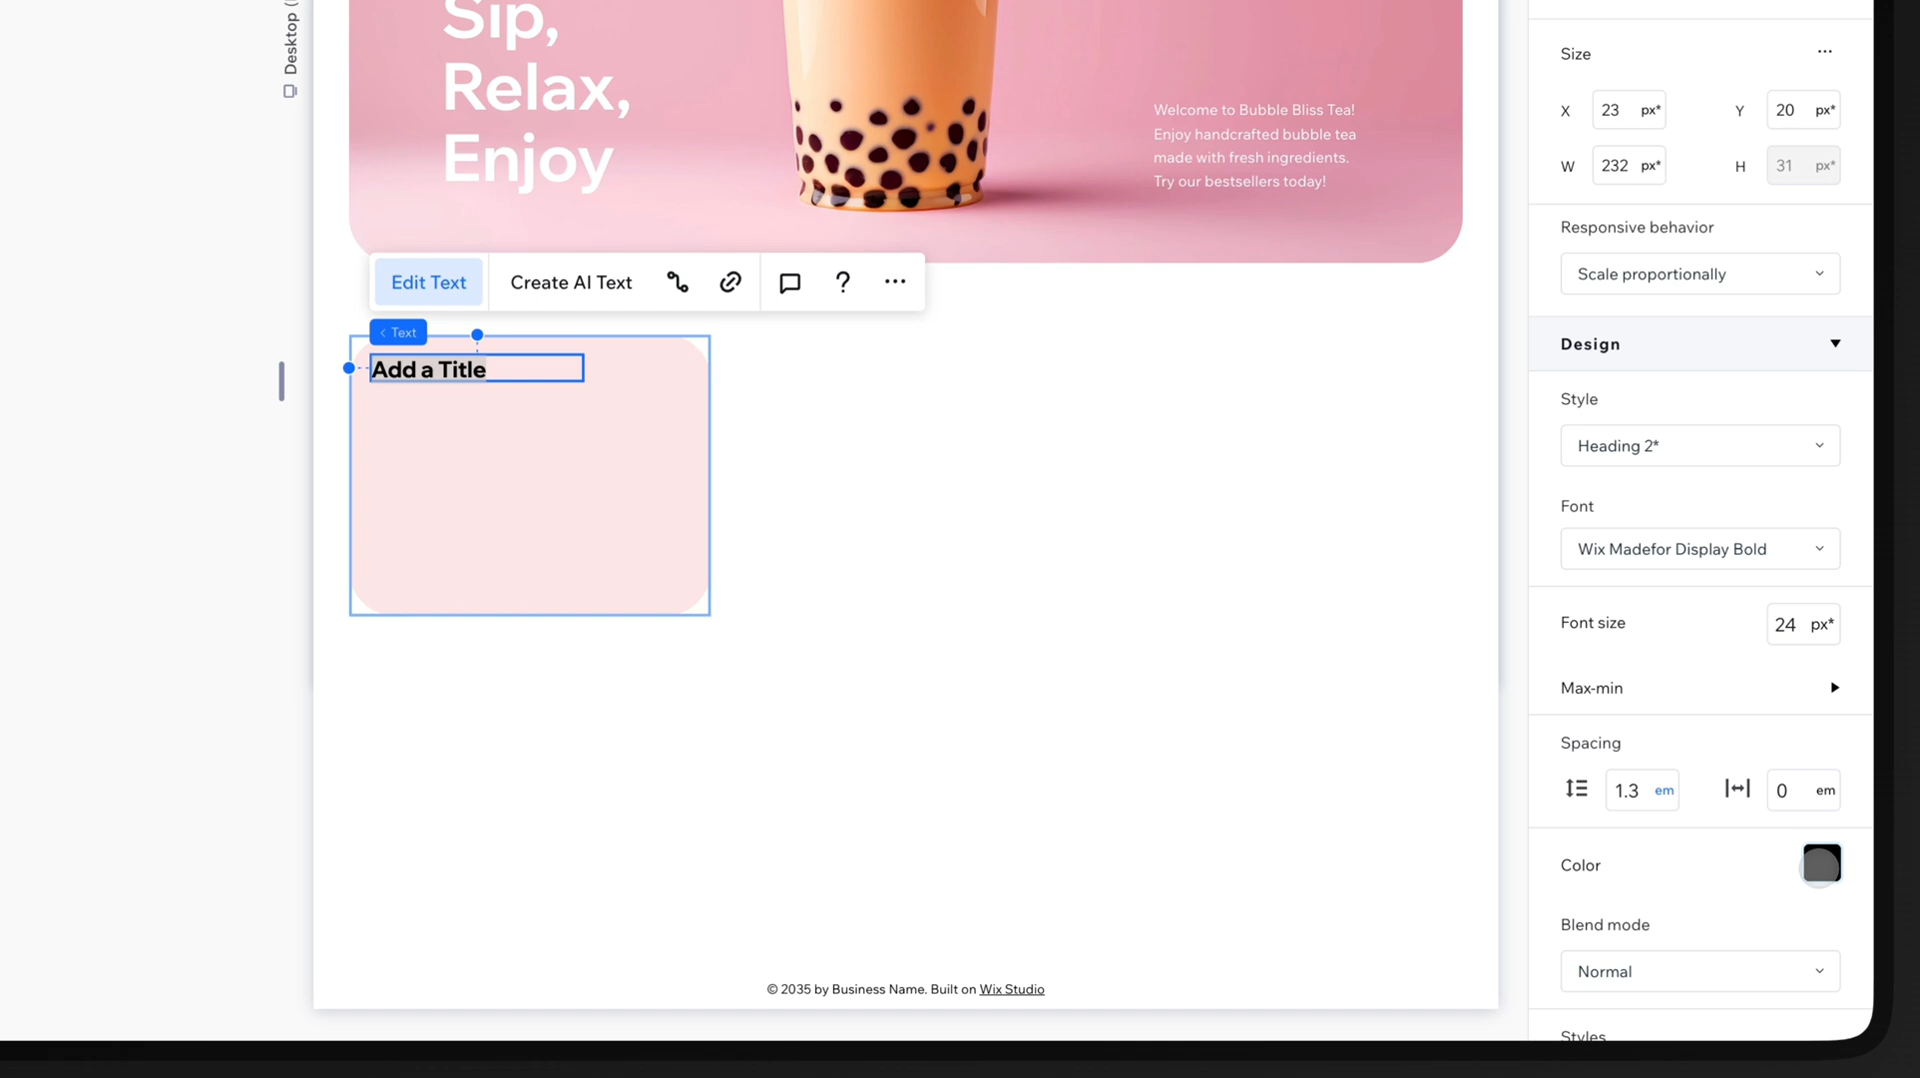 Desktop (
Sip,
Relax,
Enjoy
Welcome to Bubble Bliss Tea!
Enjoy handcrafted bubble tea
made with fresh ingredients.
Try our bestsellers today!
Edit Text
Create AI Text
?
< Text
Add a Title
© 2035 by Business Name. Built on Wix Studio
Size
X 23 px* Y 20 px*
W 232 px* H 31 px*
Responsive behavior
Scale proportionally
Design
Style
Heading 2*
Font
Wix Madefor Display Bold
Font size 24 px*
Max-min
Spacing
1.3 em 0 em
Color
Blend mode
Normal
Styles